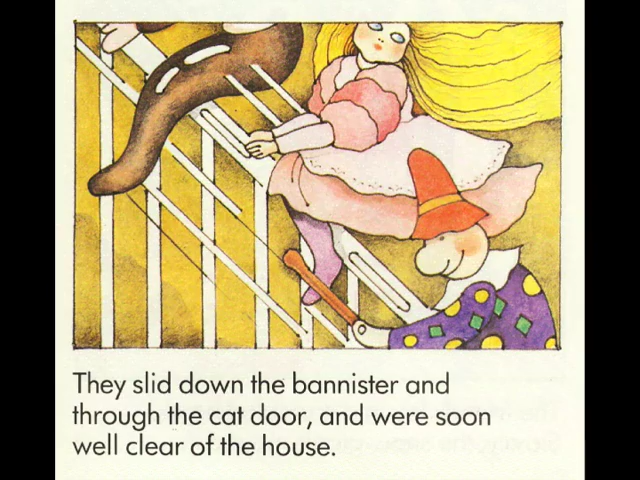 They slid down the bannister and
through the cat door, and were soon
well clear of the house.